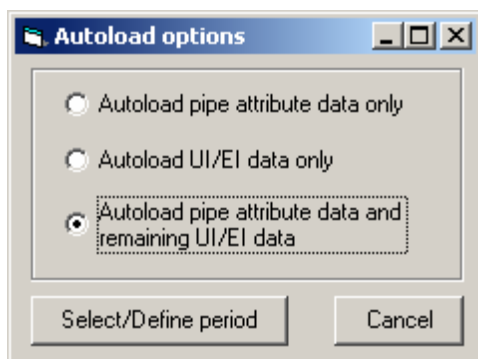 Autoload options
Autoload pipe attribute data only
Autoload UI/EI data only
Autoload pipe attribute data and
remaining UI/EI data
Select/Define period
Cancel